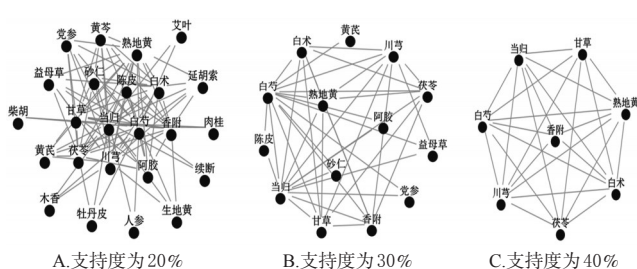 艾叶
黄芩
党参
熟地黄
益母草
砂仁
陈皮
白术
延胡索
柴胡
甘草
当归
白芍
香附
肉桂
黄芪
茯苓
川芎
阿胶
续断
木香
牡丹皮
人参
生地黄
A.支持度为20%
黄芪
白术
川芎
白芍
熟地黄
茯苓
阿胶
陈皮
益母草
砂仁
当归
党参
甘草
香附
B.支持度为30%
当归
甘草
熟地黄
白芍
香附
川芎
白术
茯苓
C.支持度为40%